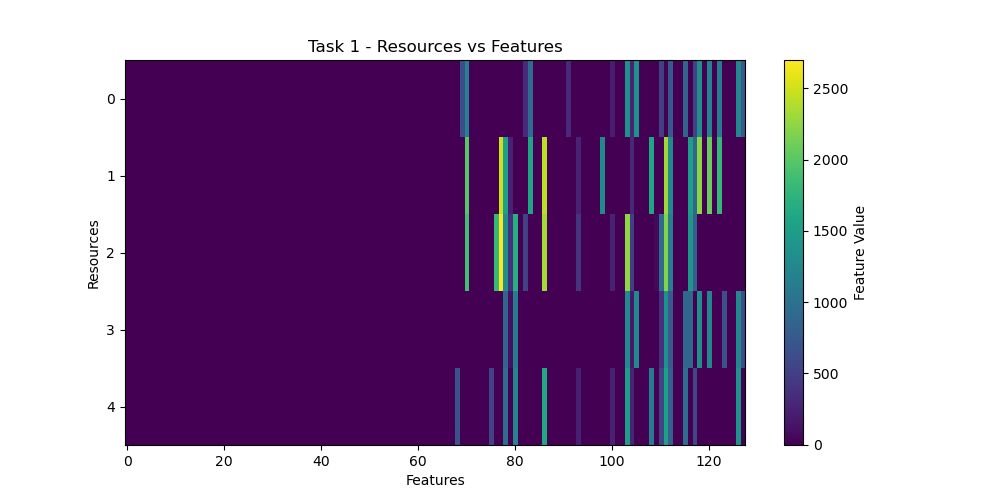 Task 1 - Resources vs Features
Resources
0
1
2
3
4
0 20 40 60 80 100 120
Features
2500
2000
1500
1000
500
0
Feature Value